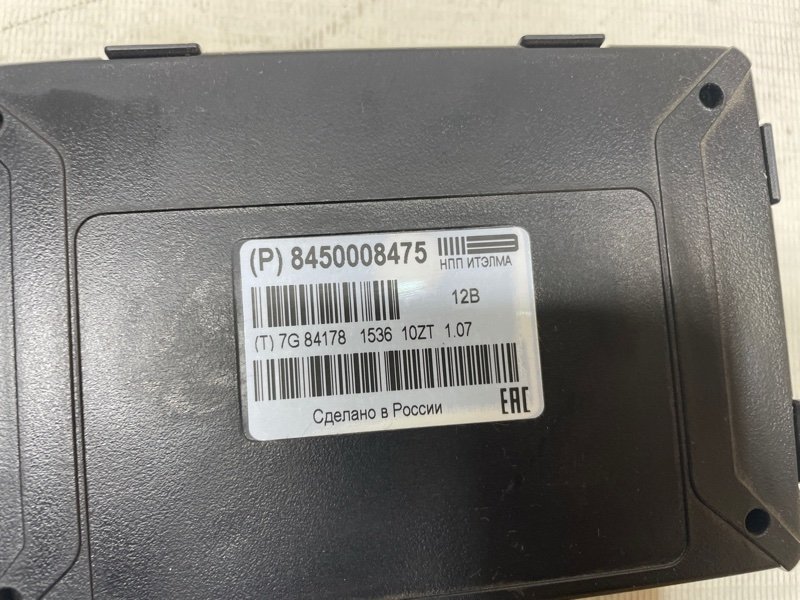 (P) 8450008475
НПП ИТЭЛМА
12В
(T) 7G 84178 1536 10ZT 1.07
Сделано в России
EAC